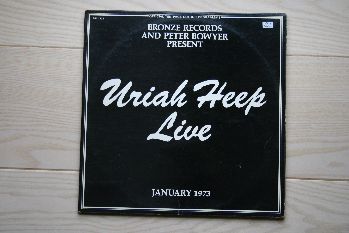 BRONZE RECORDS
AND PETER BOWYER
PRESENT
Uriah Heep
Live
JANUARY 1973